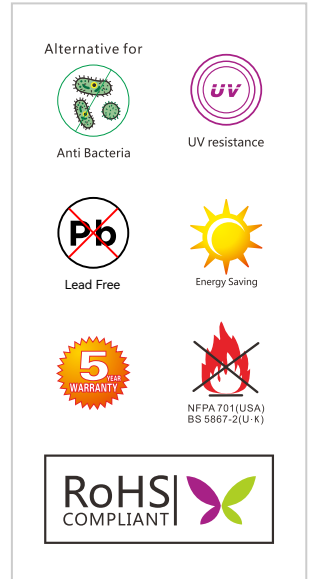 Alternative for
Anti Bacteria
UV
UV resistance
Pb
Lead Free
Energy Saving
5
YEAR
WARRANTY
NFPA 701(USA)
BS 5867-2(U·K)
RoHS
COMPLIANT